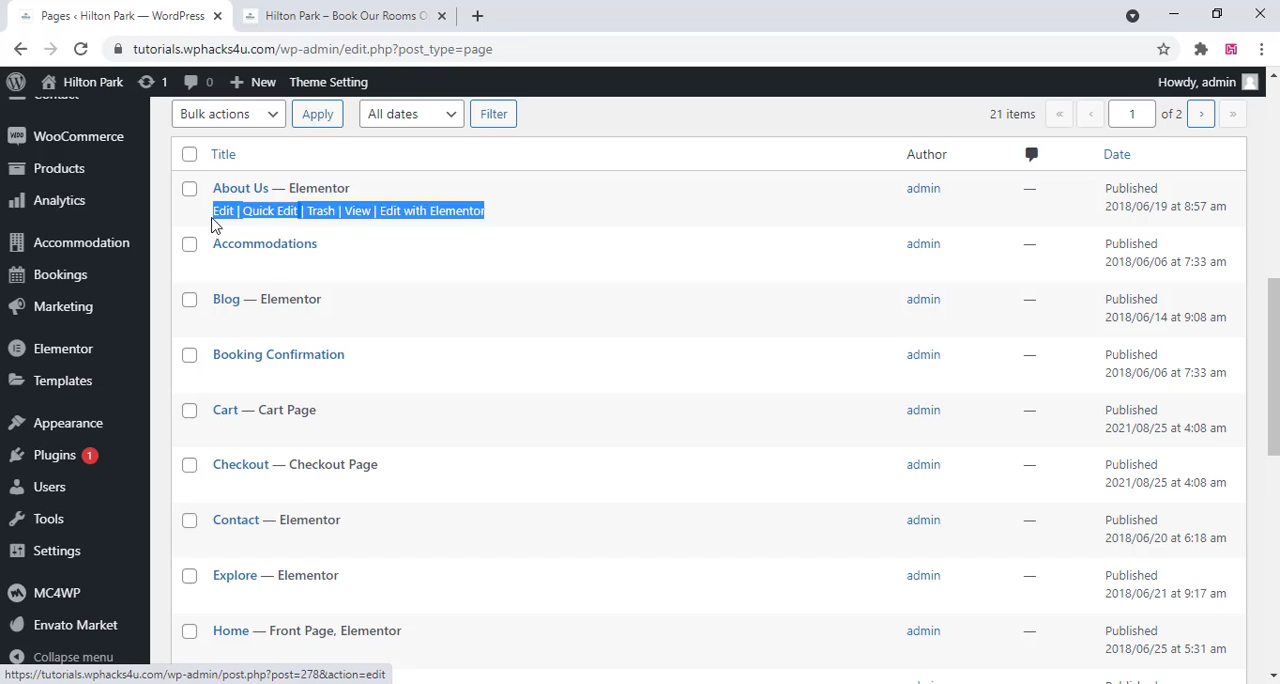 Pages ‹ Hilton Park — WordPress
Hilton Park – Book Our Rooms O
tutorials.wphacks4u.com/wp-admin/edit.php?post_type=page
Hilton Park 1 0 New Theme Setting Howdy, admin
Contact
WooCommerce
Products
Analytics
Accommodation
Bookings
Marketing
Elementor
Templates
Appearance
Plugins 1
Users
Tools
Settings
MC4WP
Envato Market
Collapse menu
Bulk actions Apply All dates Filter 21 items « ‹ 1 of 2 › »
Title Author Date
About Us — Elementor admin — Published
Edit | Quick Edit | Trash | View | Edit with Elementor 2018/06/19 at 8:57 am
Accommodations admin — Published
2018/06/06 at 7:33 am
Blog — Elementor admin — Published
2018/06/14 at 9:08 am
Booking Confirmation admin — Published
2018/06/06 at 7:33 am
Cart — Cart Page admin — Published
2021/08/25 at 4:08 am
Checkout — Checkout Page admin — Published
2021/08/25 at 4:08 am
Contact — Elementor admin — Published
2018/06/20 at 6:18 am
Explore — Elementor admin — Published
2018/06/21 at 9:17 am
Home — Front Page, Elementor admin — Published
2018/06/25 at 5:31 am
https://tutorials.wphacks4u.com/wp-admin/post.php?post=278&action=edit